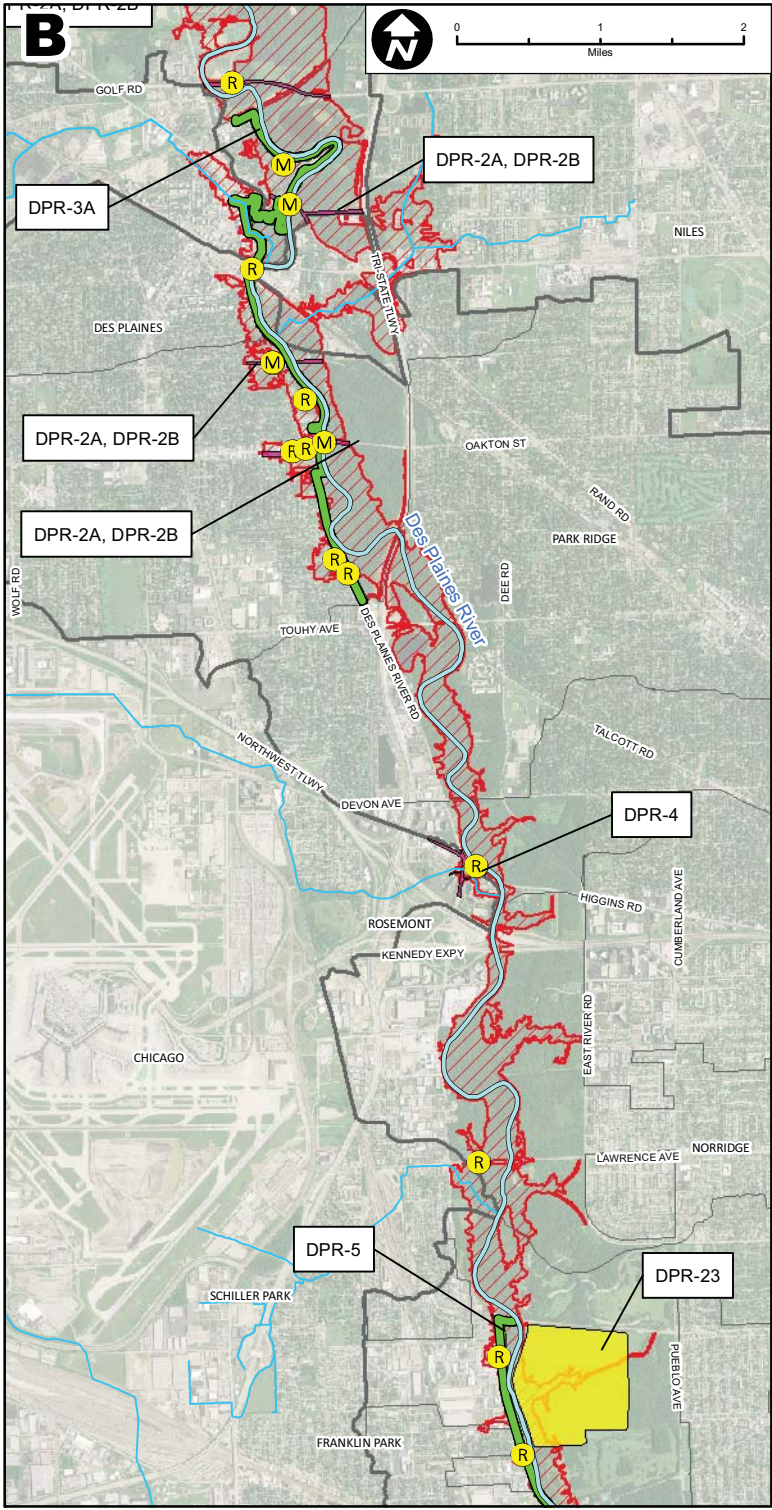 DPR-2A, DPR-2B
B
N
0 1 2
Miles
GOLF RD
R
M
DPR-2A, DPR-2B
DPR-3A
M
NILES
TRI-STATE TLWY
R
DES PLAINES
M
R
DPR-2A, DPR-2B
R R M
OAKTON ST
RAND RD
DPR-2A, DPR-2B
Des Plaines River
PARK RIDGE
R
R
WOLF RD
DEE RD
TOUHY AVE
DES PLAINES RIVER RD
TALCOTT RD
NORTHWEST TLWY
DEVON AVE
DPR-4
R
HIGGINS RD
CUMBERLAND AVE
ROSEMONT
KENNEDY EXPY
EAST RIVER RD
CHICAGO
NORRIDGE
LAWRENCE AVE
R
DPR-5
DPR-23
SCHILLER PARK
R
PUEBLO AVE
FRANKLIN PARK
R